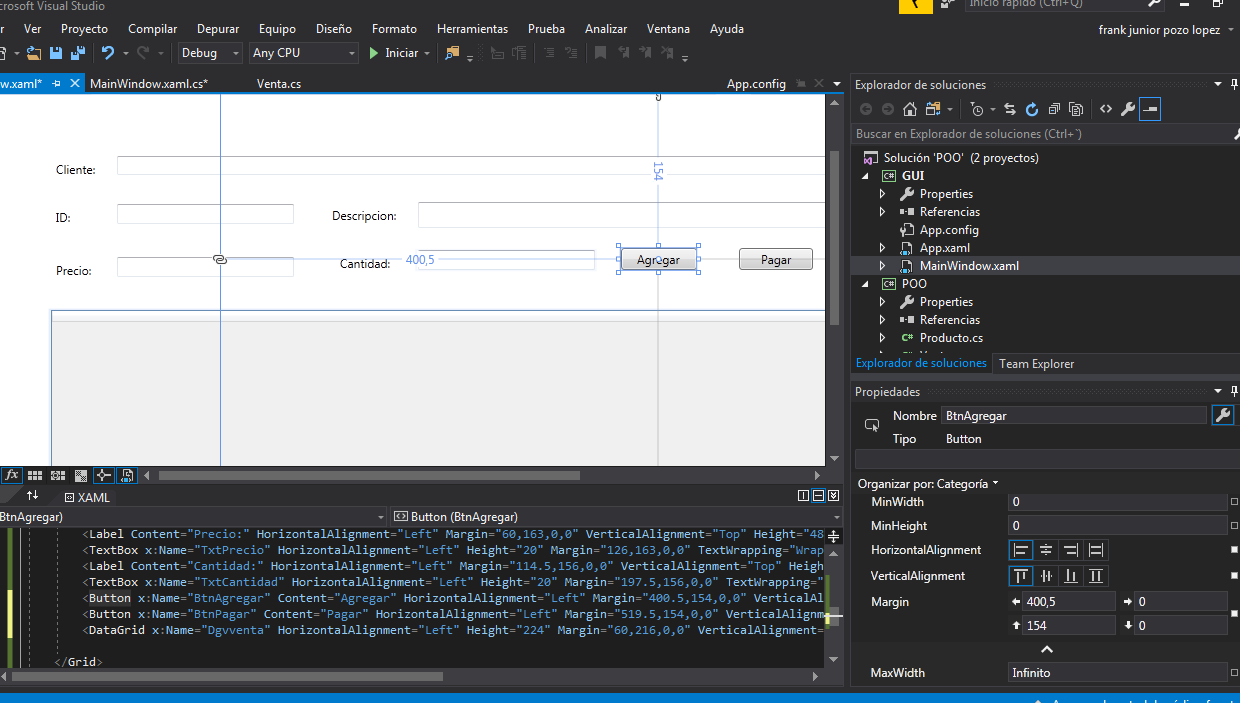 crosoft Visual Studio
Inicio rápido (Ctrl+Q)
r Ver Proyecto Compilar Depurar Equipo Diseño Formato Herramientas Prueba Analizar Ventana Ayuda
frank junior pozo lopez
Debug Any CPU Iniciar
w.xaml* MainWindow.xaml.cs* Venta.cs App.config
Explorador de soluciones
Buscar en Explorador de soluciones (Ctrl+`)
Solución 'POO' (2 proyectos)
GUI
Properties
Referencias
App.config
App.xaml
MainWindow.xaml
POO
Properties
Referencias
Producto.cs
Explorador de soluciones Team Explorer
Cliente:
154
ID: Descripcion:
Precio: Cantidad: 400,5 Agregar Pagar
Propiedades
Nombre BtnAgregar
Tipo Button
Organizar por: Categoría
MinWidth 0
MinHeight 0
HorizontalAlignment
VerticalAlignment
Margin 400,5 0
154 0
MaxWidth Infinito
fx
XAML
BtnAgregar) Button (BtnAgregar)
<Label Content="Precio:" HorizontalAlignment="Left" Margin="60,163,0,0" VerticalAlignment="Top" Height="48
<TextBox x:Name="TxtPrecio" HorizontalAlignment="Left" Height="20" Margin="126,163,0,0" TextWrapping="Wrap
<Label Content="Cantidad:" HorizontalAlignment="Left" Margin="114.5,156,0,0" VerticalAlignment="Top" Heigh
<TextBox x:Name="TxtCantidad" HorizontalAlignment="Left" Height="20" Margin="197.5,156,0,0" TextWrapping="
<Button x:Name="BtnAgregar" Content="Agregar" HorizontalAlignment="Left" Margin="400.5,154,0,0" VerticalAl
<Button x:Name="BtnPagar" Content="Pagar" HorizontalAlignment="Left" Margin="519.5,154,0,0" VerticalAlignm
<DataGrid x:Name="Dgvventa" HorizontalAlignment="Left" Height="224" Margin="60,216,0,0" VerticalAlignment=
</Grid>